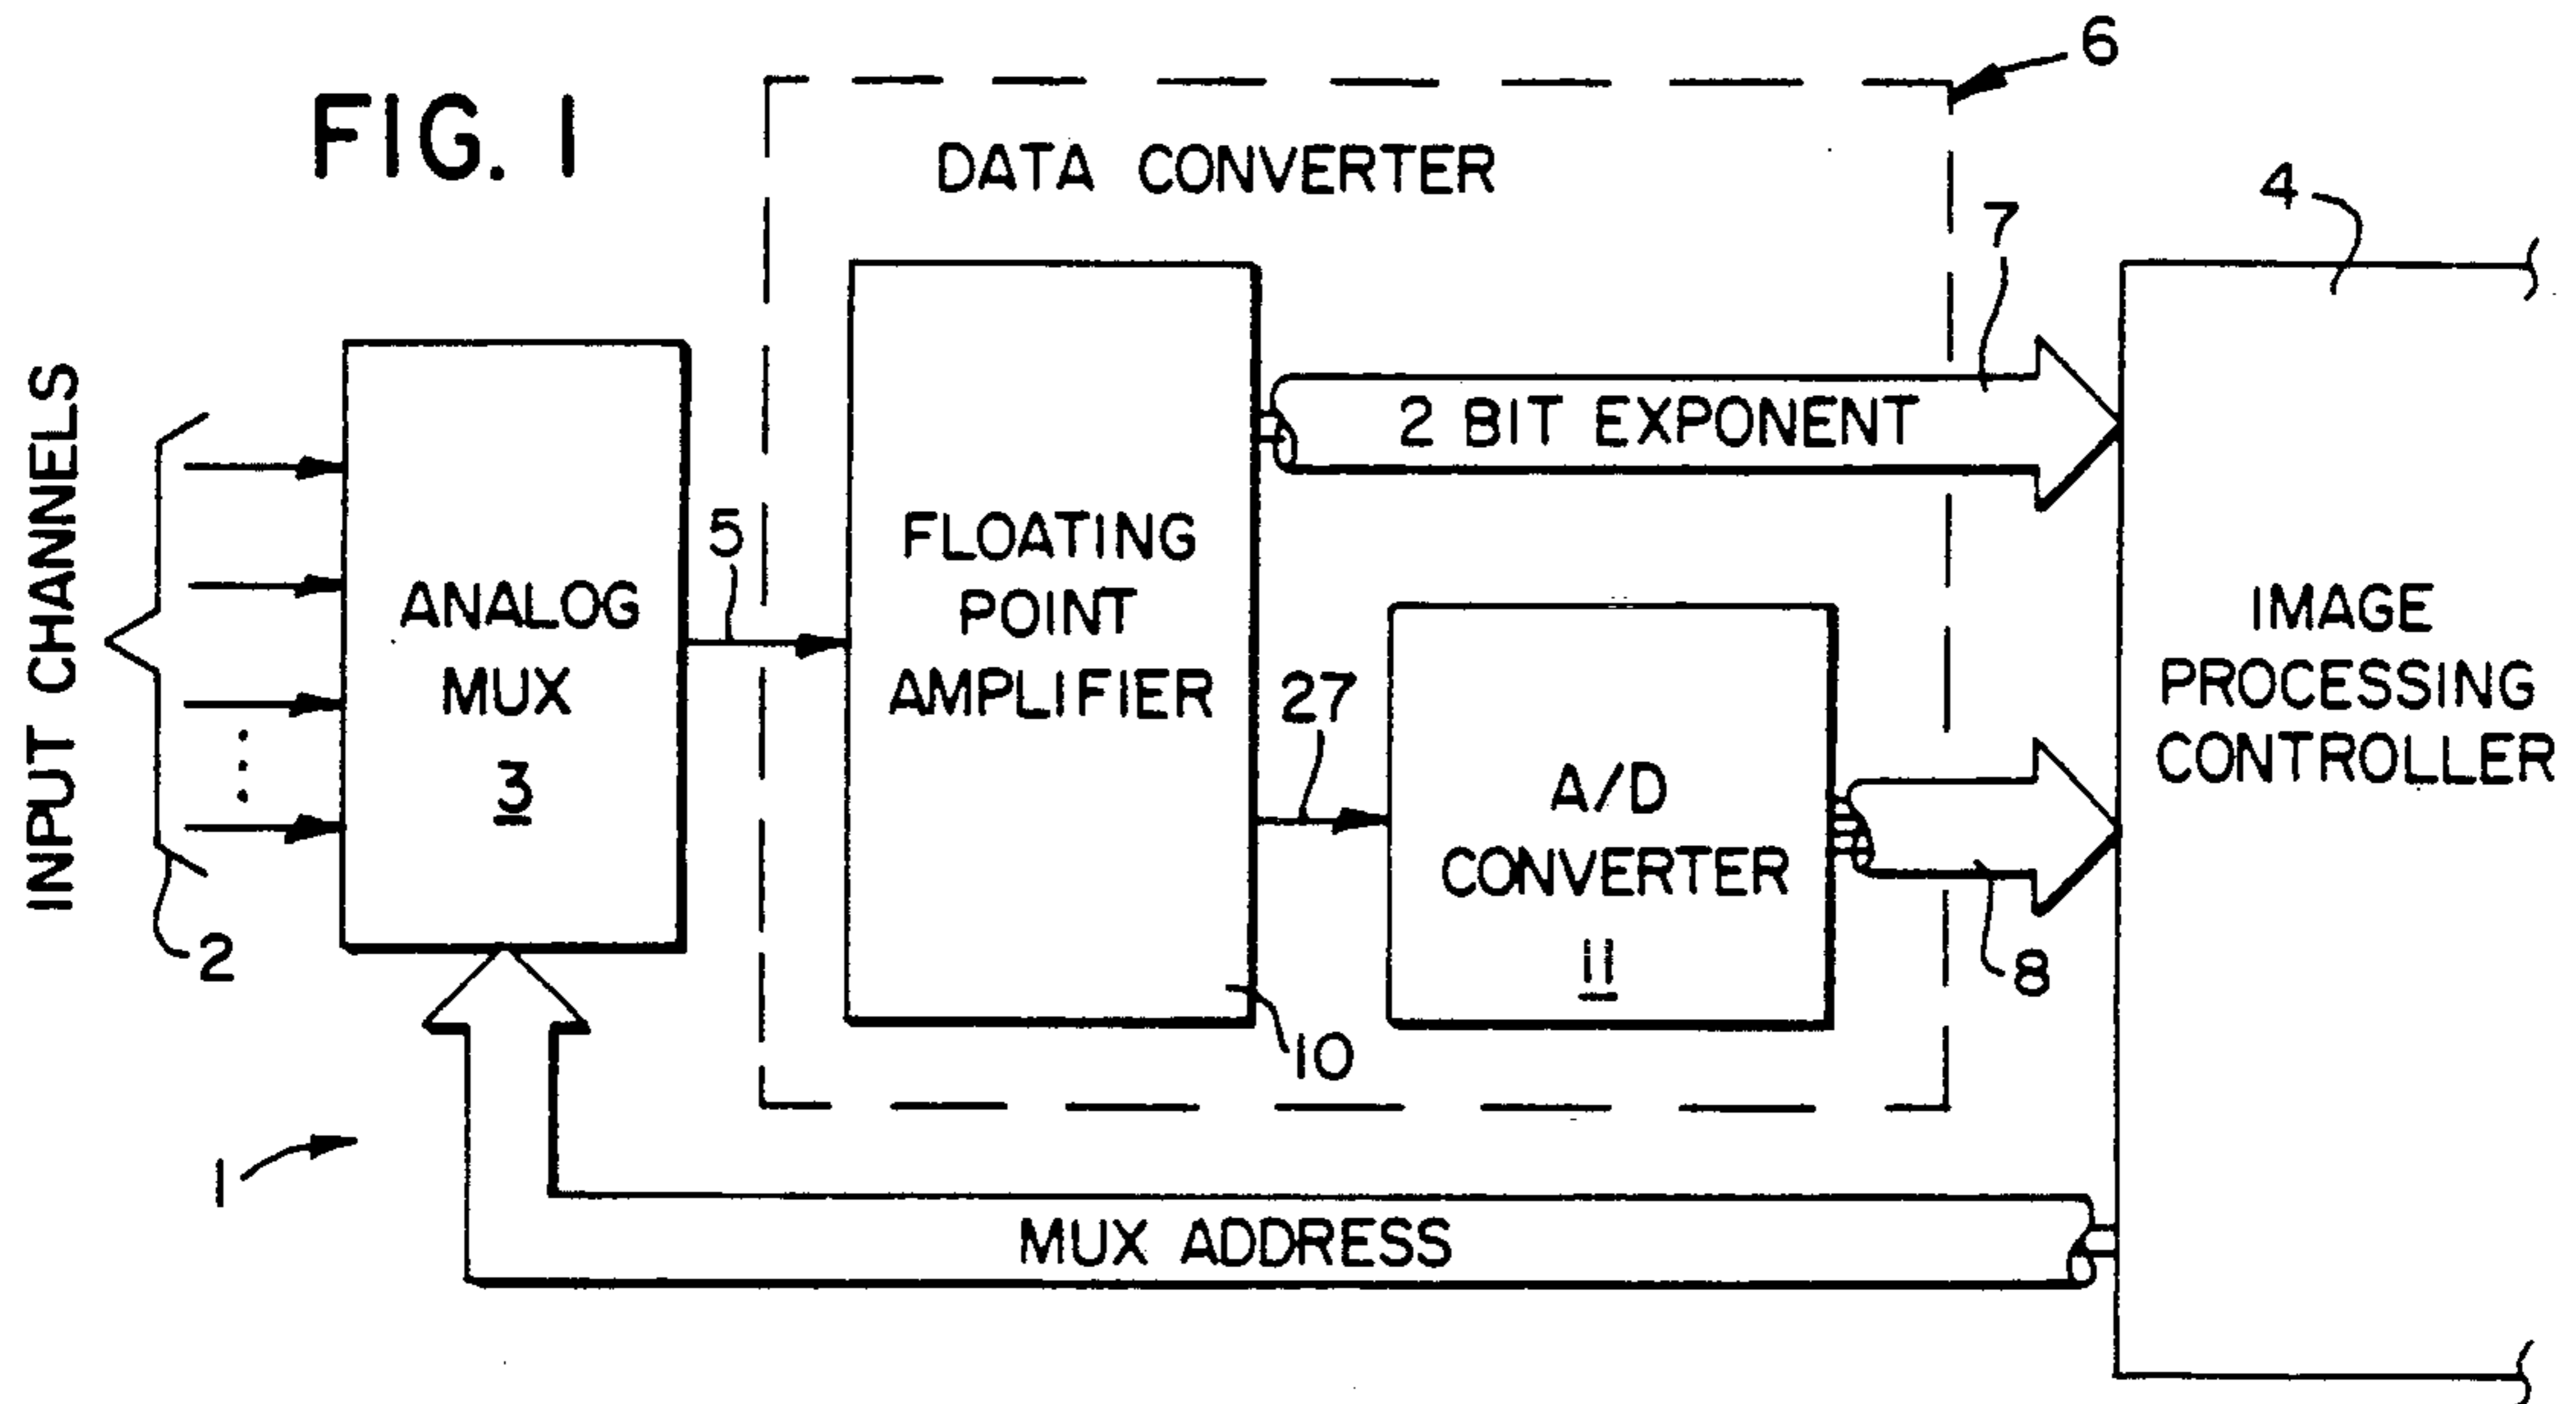 FIG. 1
6
DATA CONVERTER
4
7
INPUT CHANNELS
2 BIT EXPONENT
5
FLOATING
POINT
AMPLIFIER
ANALOG
MUX
3
IMAGE
PROCESSING
CONTROLLER
27
A/D
CONVERTER
11
2
8
10
1
MUX ADDRESS